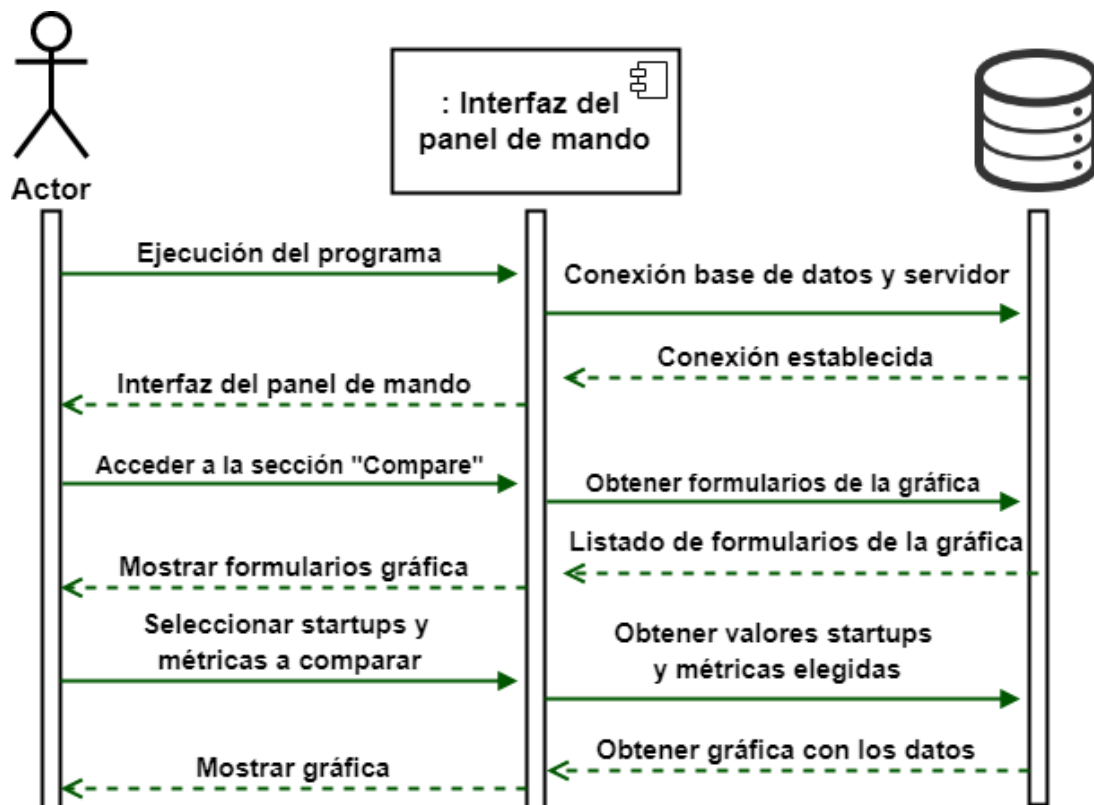 : Interfaz del
panel de mando
Actor
Ejecución del programa
Conexión base de datos y servidor
Conexión establecida
Interfaz del panel de mando
Acceder a la sección "Compare"
Obtener formularios de la gráfica
Listado de formularios de la gráfica
Mostrar formularios gráfica
Seleccionar startups y
métricas a comparar
Obtener valores startups
y métricas elegidas
Obtener gráfica con los datos
Mostrar gráfica